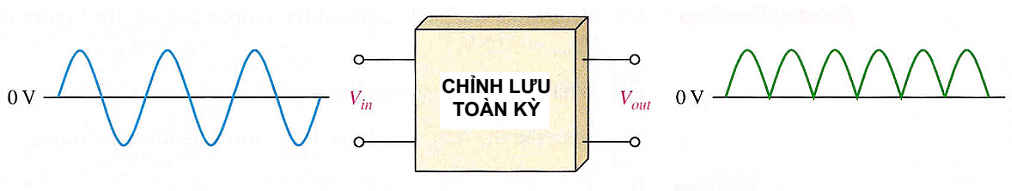 0 V
V_in
CHỈNH LƯU
TOÀN KỲ
V_out
0 V